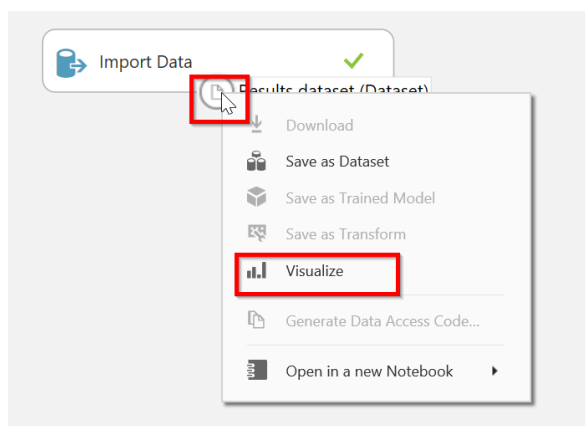 Import Data
Results dataset (Dataset)
Download
Save as Dataset
Save as Trained Model
Save as Transform
Visualize
Generate Data Access Code...
Open in a new Notebook